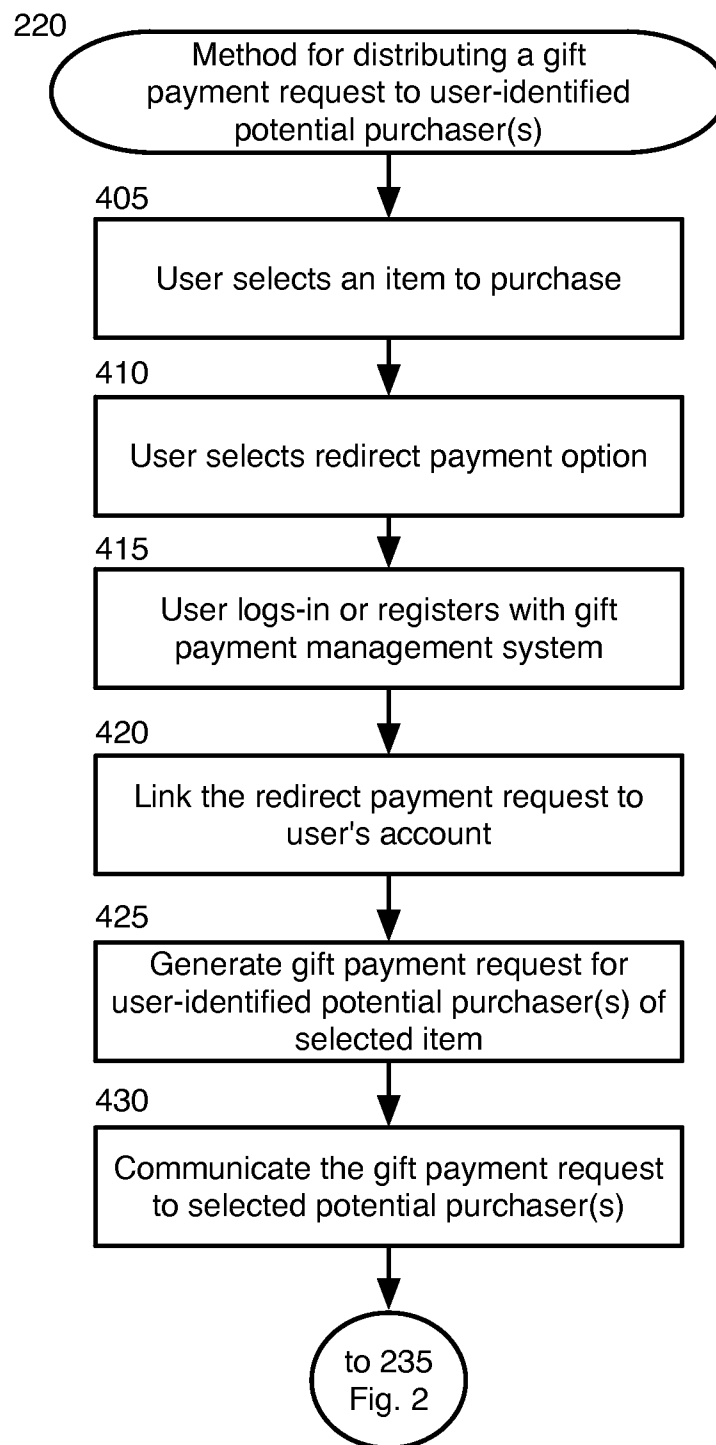 220
Method for distributing a gift
payment request to user-identified
potential purchaser(s)
405
User selects an item to purchase
410
User selects redirect payment option
415
User logs-in or registers with gift
payment management system
420
Link the redirect payment request to
user's account
425
Generate gift payment request for
user-identified potential purchaser(s) of
selected item
430
Communicate the gift payment request
to selected potential purchaser(s)
to 235
Fig. 2